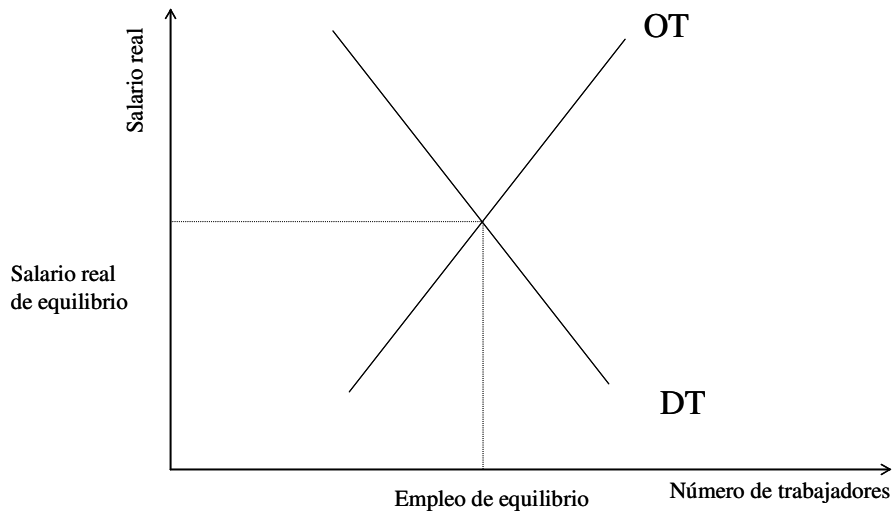 OT
Salario real
Salario real
de equilibrio
DT
Número de trabajadores
Empleo de equilibrio